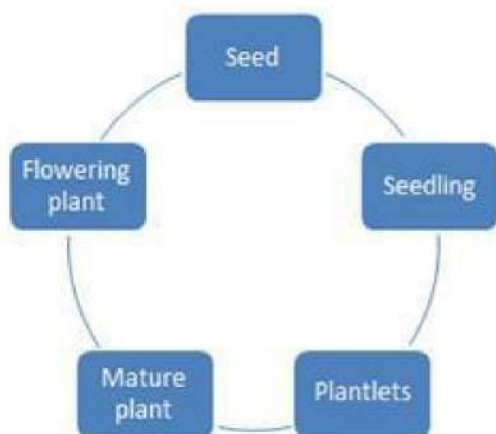 Seed
Seedling
Plantlets
Mature
plant
Flowering
plant